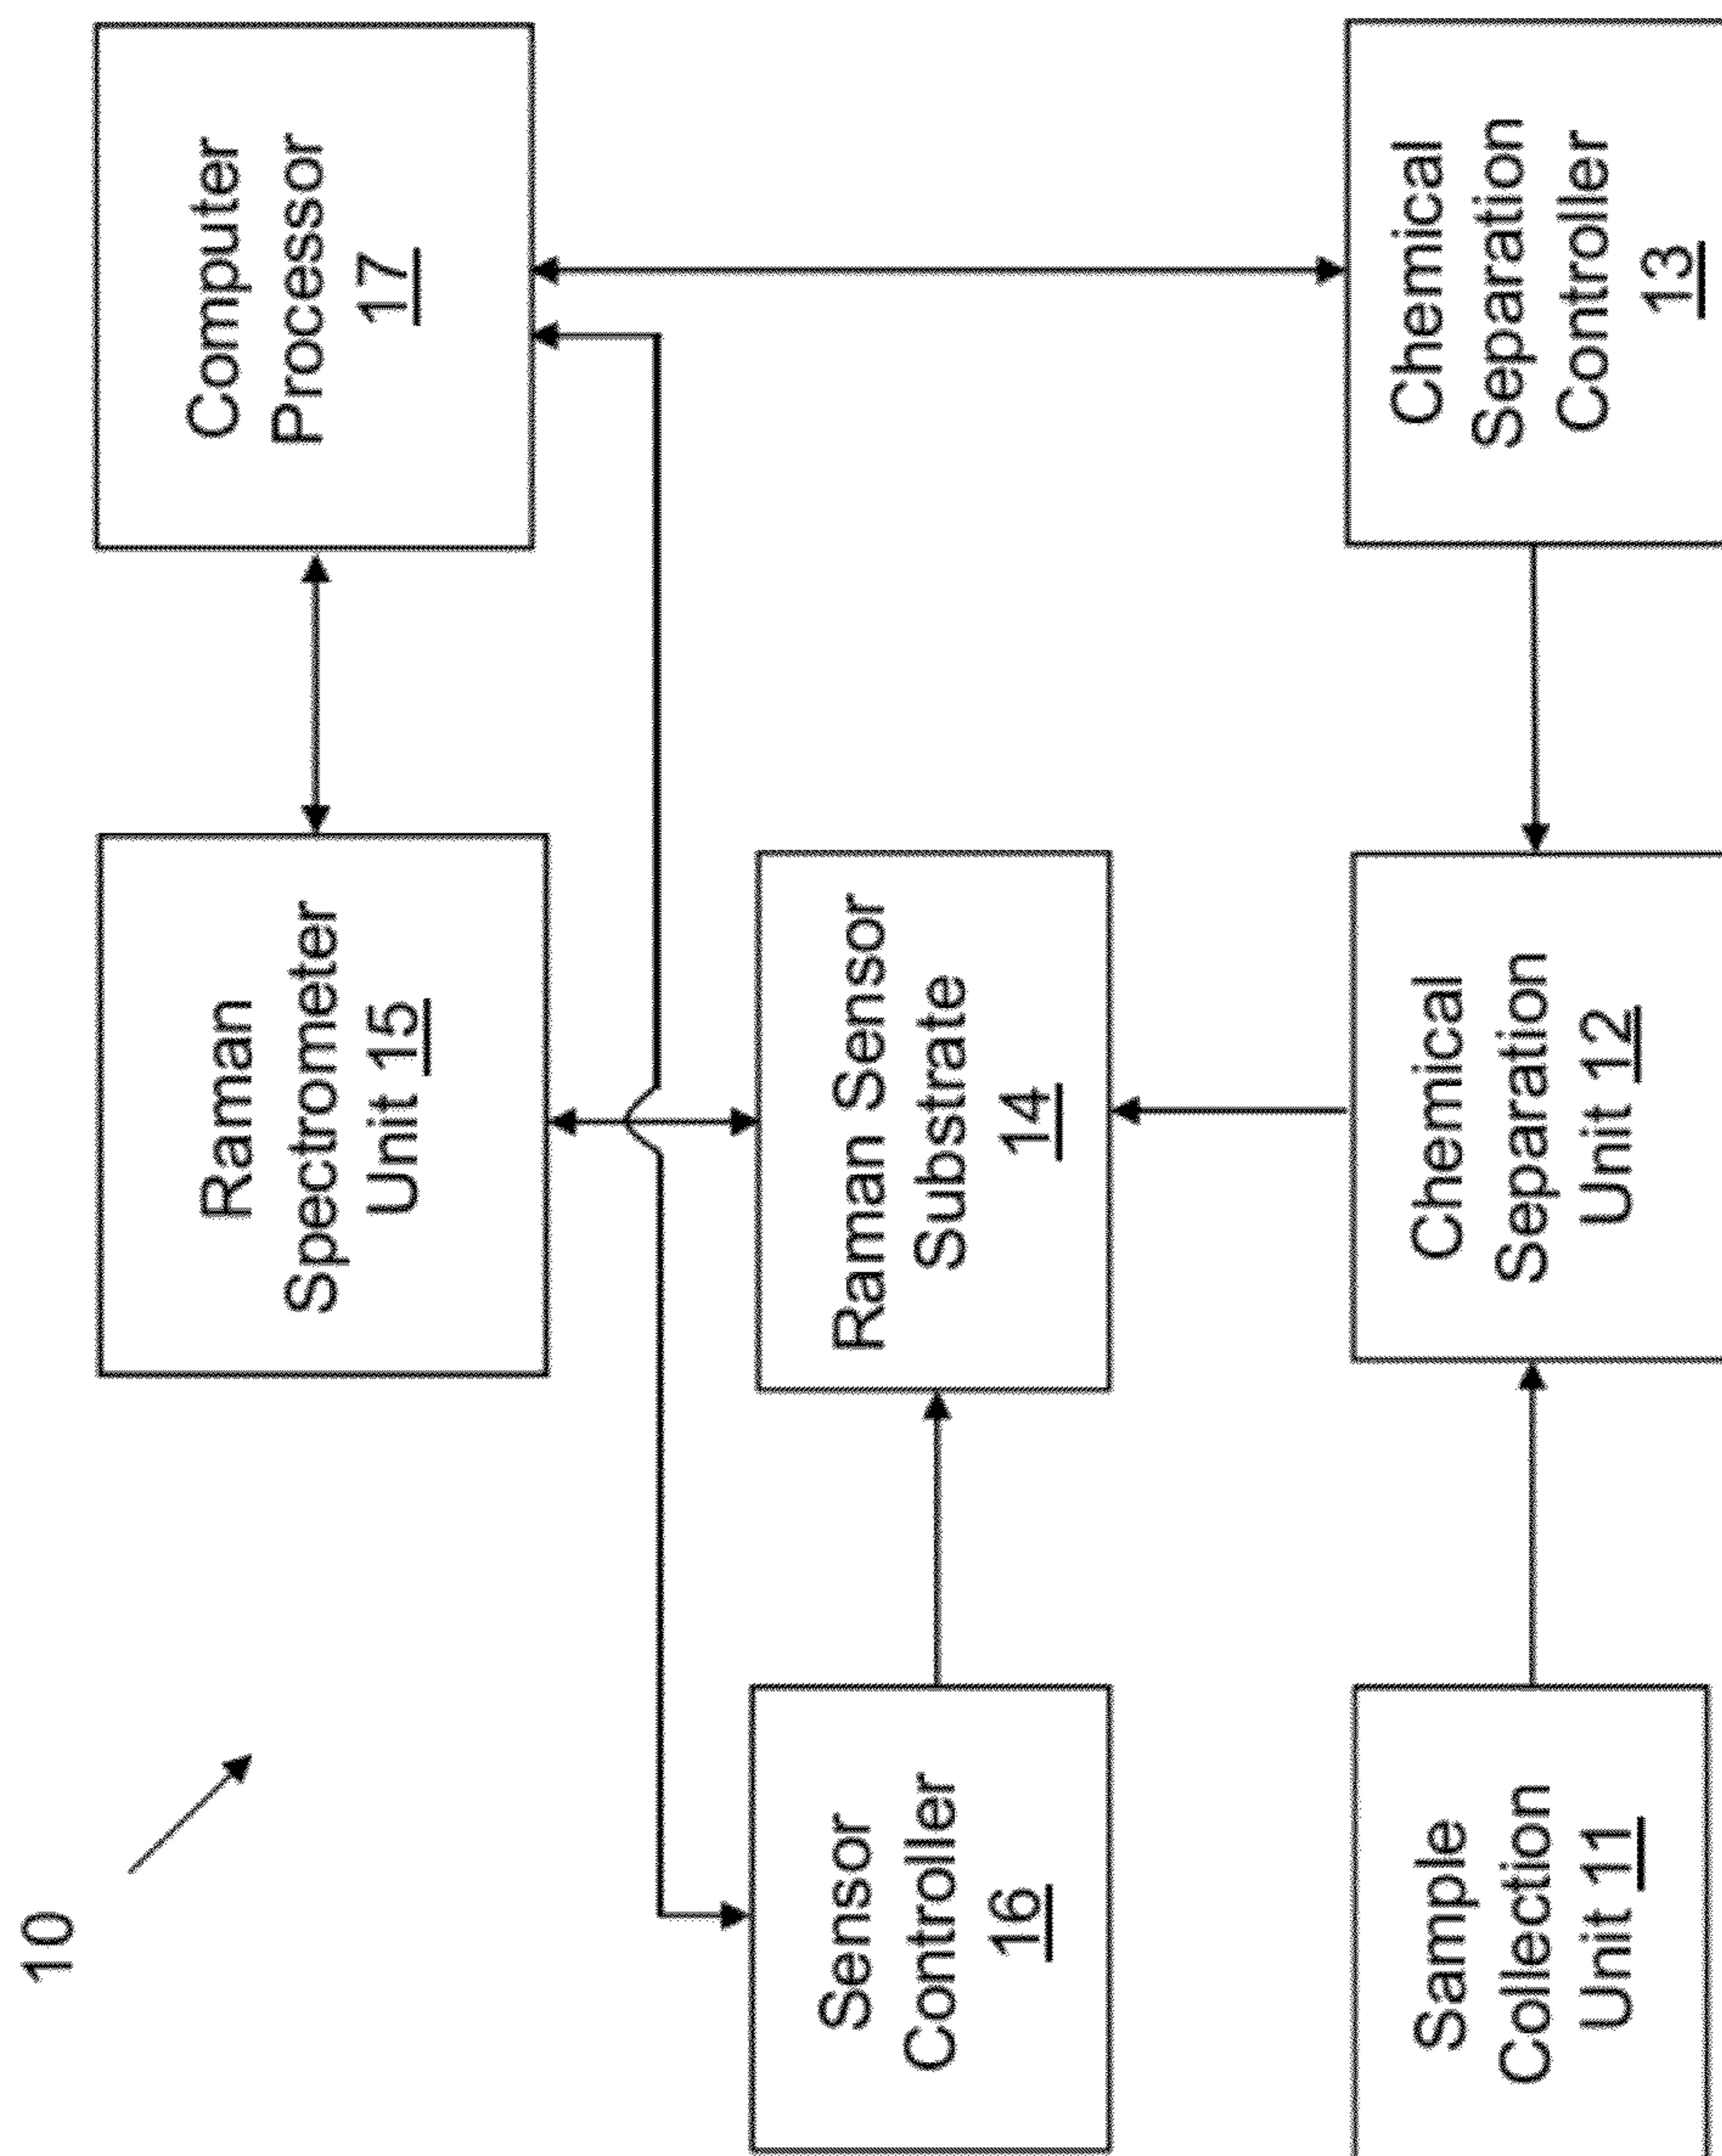 10
Raman
Spectrometer
Unit 15
Computer
Processor
17
Sensor
Controller
16
Raman Sensor
Substrate
14
Sample
Collection
Unit 11
Chemical
Separation
Unit 12
Chemical
Separation
Controller
13